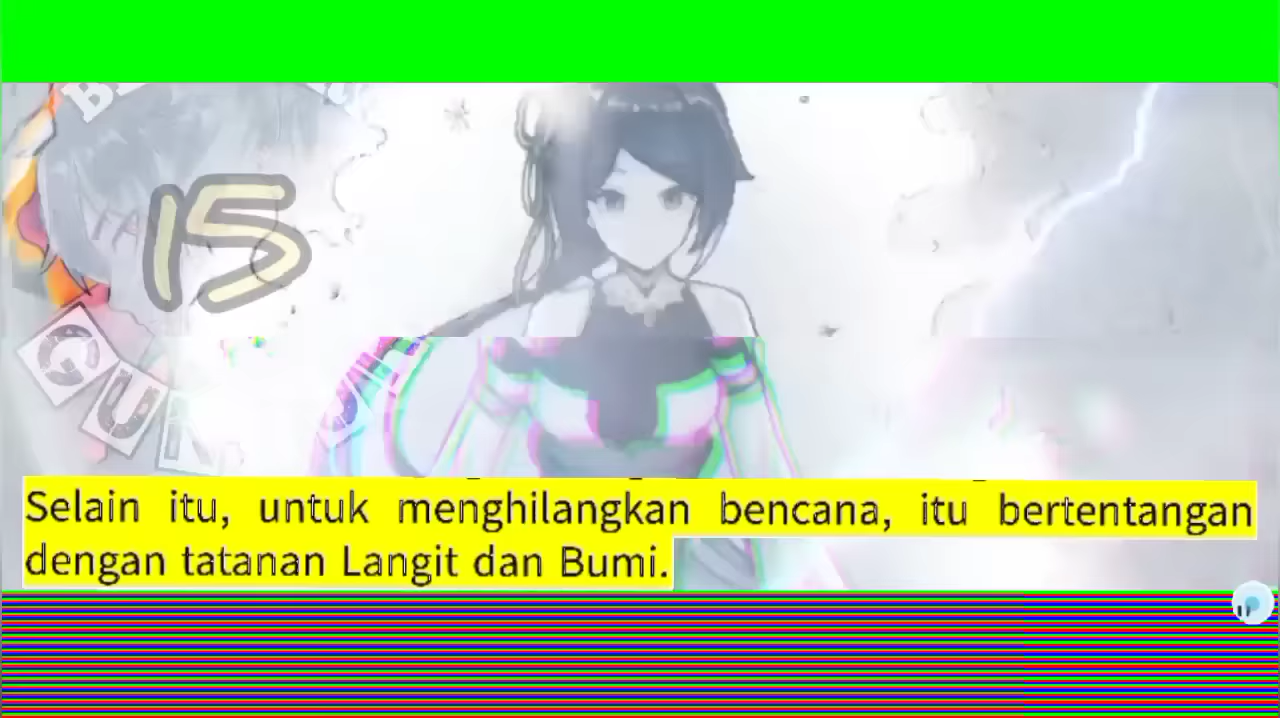 15
Selain itu, untuk menghilangkan bencana, itu bertentangan
dengan tatanan Langit dan Bumi.